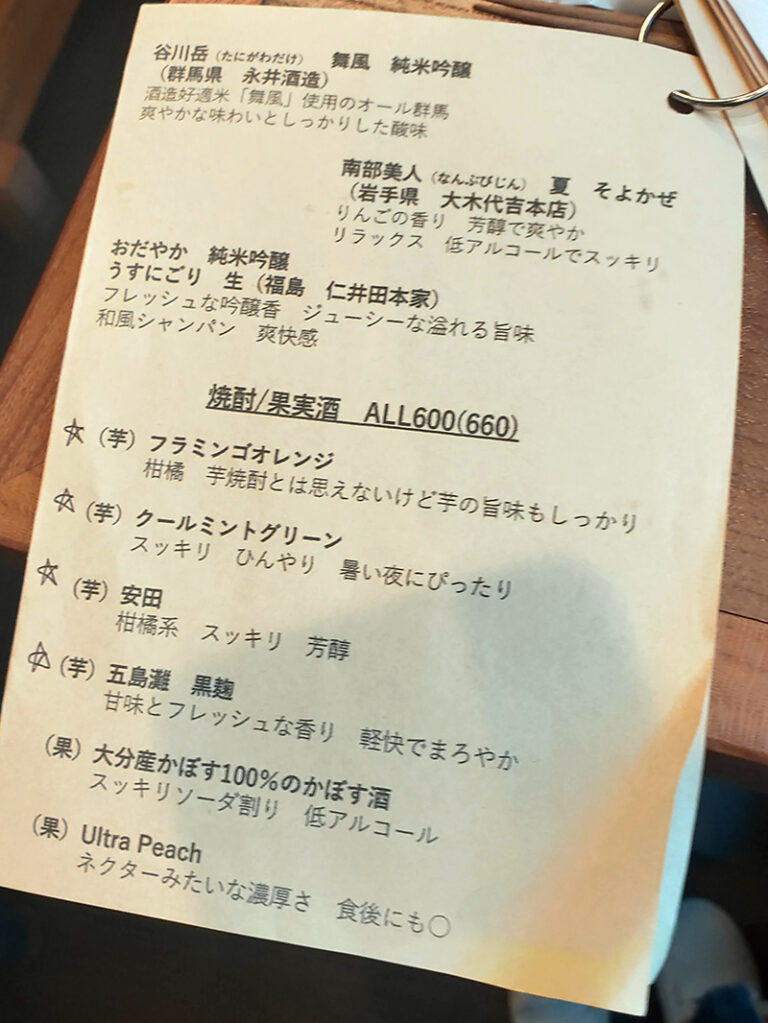 谷川岳（たにがわだけ）　舞風　純米吟醸
（群馬県　永井酒造）
酒造好適米「舞風」使用のオール群馬
爽やかな味わいとしっかりした酸味
南部美人（なんぶびじん）　夏　そよかぜ
（岩手県　大木代吉本店）
りんごの香り　芳醇で爽やか
リラックス　低アルコールでスッキリ
おだやか　純米吟醸
うすにごり　生（福島　仁井田本家）
フレッシュな吟醸香　ジューシーな溢れる旨味
和風シャンパン　爽快感
焼酎/果実酒　ALL600(660)
☆（芋）フラミンゴオレンジ
柑橘　芋焼酎とは思えないけど芋の旨味もしっかり
☆（芋）クールミントグリーン
スッキリ　ひんやり　暑い夜にぴったり
☆（芋）安田
柑橘系　スッキリ　芳醇
☆（芋）五島灘　黒麹
甘味とフレッシュな香り　軽快でまろやか
（果）大分産かぼす100%のかぼす酒
スッキリソーダ割り　低アルコール
（果）Ultra Peach
ネクターみたいな濃厚さ　食後にも○